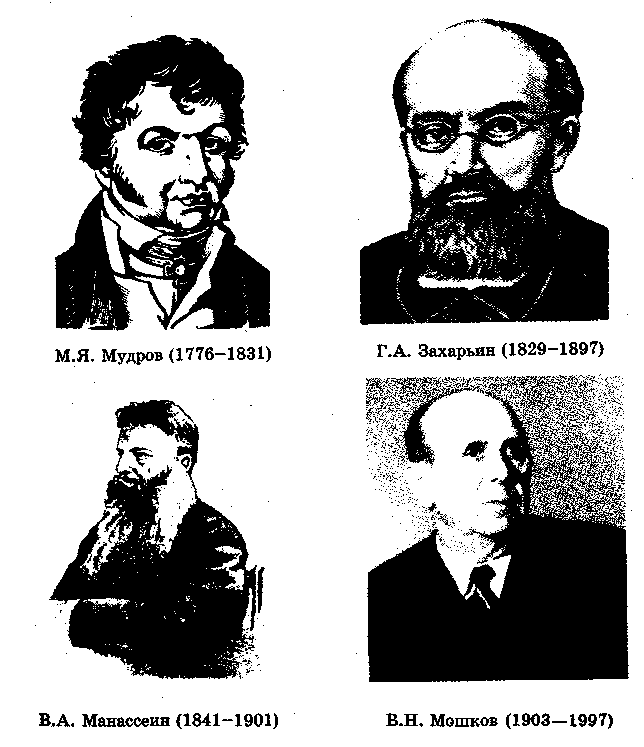 М.Я. Мудров (1776—1831)
Г.А. Захарьин (1829—1897)
В.А. Манассеин (1841—1901)
В.Н. Мошков (1903—1997)